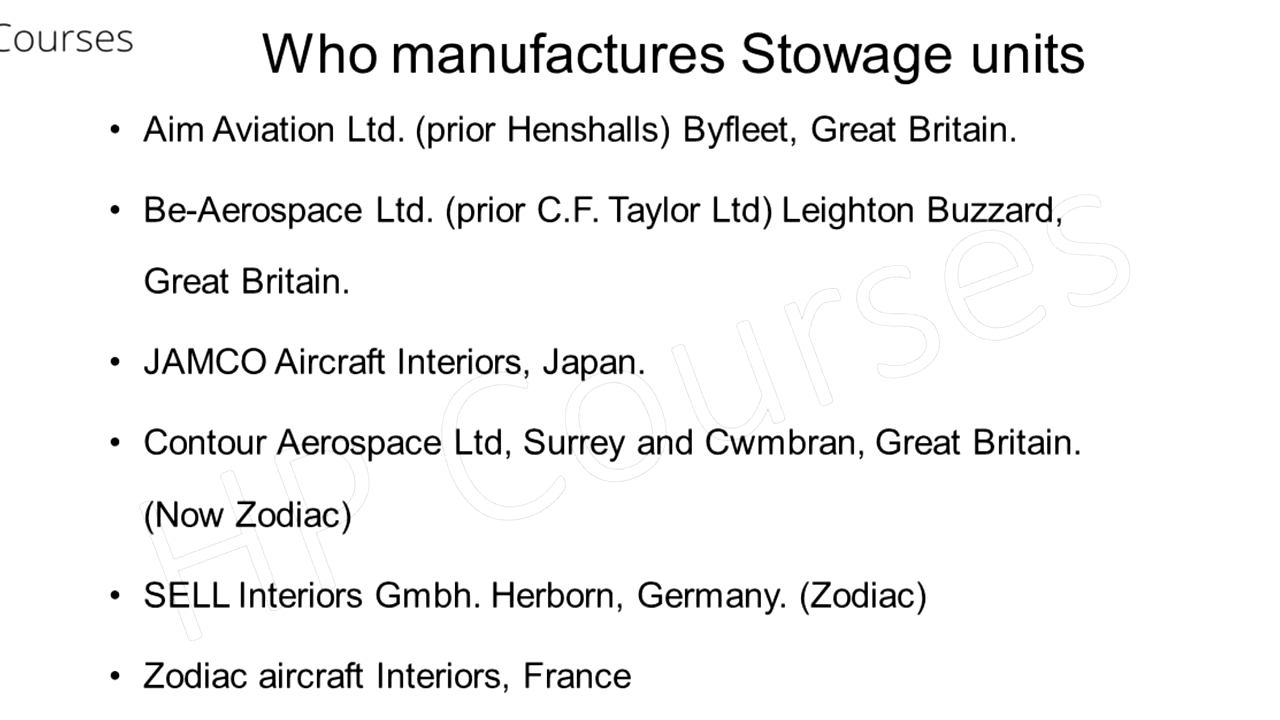 Courses
Who manufactures Stowage units
• Aim Aviation Ltd. (prior Henshalls) Byfleet, Great Britain.
• Be-Aerospace Ltd. (prior C.F. Taylor Ltd) Leighton Buzzard,
Great Britain.
• JAMCO Aircraft Interiors, Japan.
• Contour Aerospace Ltd, Surrey and Cwmbran, Great Britain.
(Now Zodiac)
• SELL Interiors Gmbh. Herborn, Germany. (Zodiac)
• Zodiac aircraft Interiors, France
HP Courses